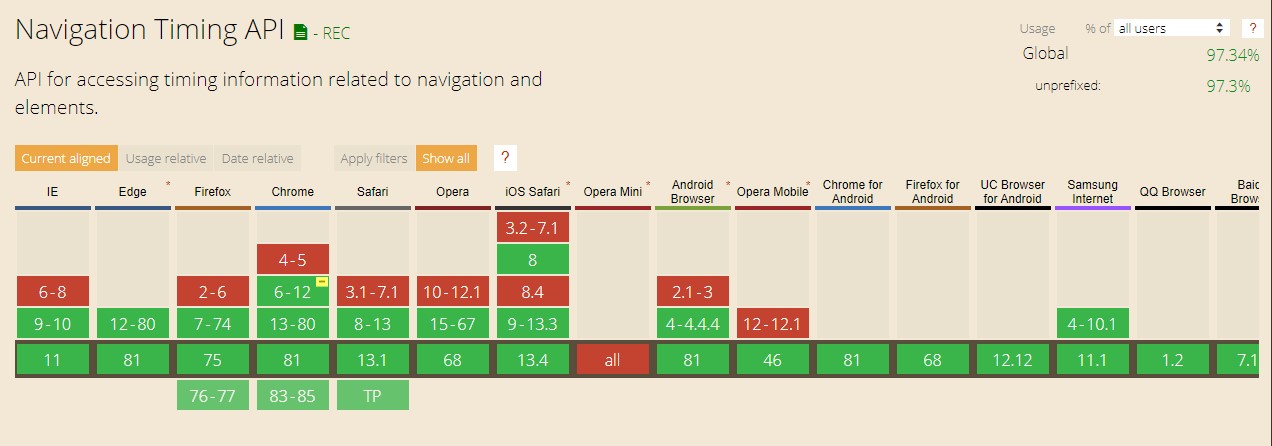 Navigation Timing API - REC
Usage % of all users ?
Global 97.34%
unprefixed: 97.3%
API for accessing timing information related to navigation and
elements.
Current aligned Usage relative Date relative Apply filters Show all ?
IE Edge * Firefox Chrome Safari Opera iOS Safari * Opera Mini * Android Browser * Opera Mobile * Chrome for Android Firefox for Android UC Browser for Android Samsung Internet QQ Browser
3.2-7.1
4-5 8
6-8 2-6 6-12 3.1-7.1 10-12.1 8.4 2.1-3
9-10 12-80 7-74 13-80 8-13 15-67 9-13.3 4-4.4.4 12-12.1 4-10.1
11 81 75 81 13.1 68 13.4 all 81 46 81 68 12.12 11.1 1.2
76-77 83-85 TP